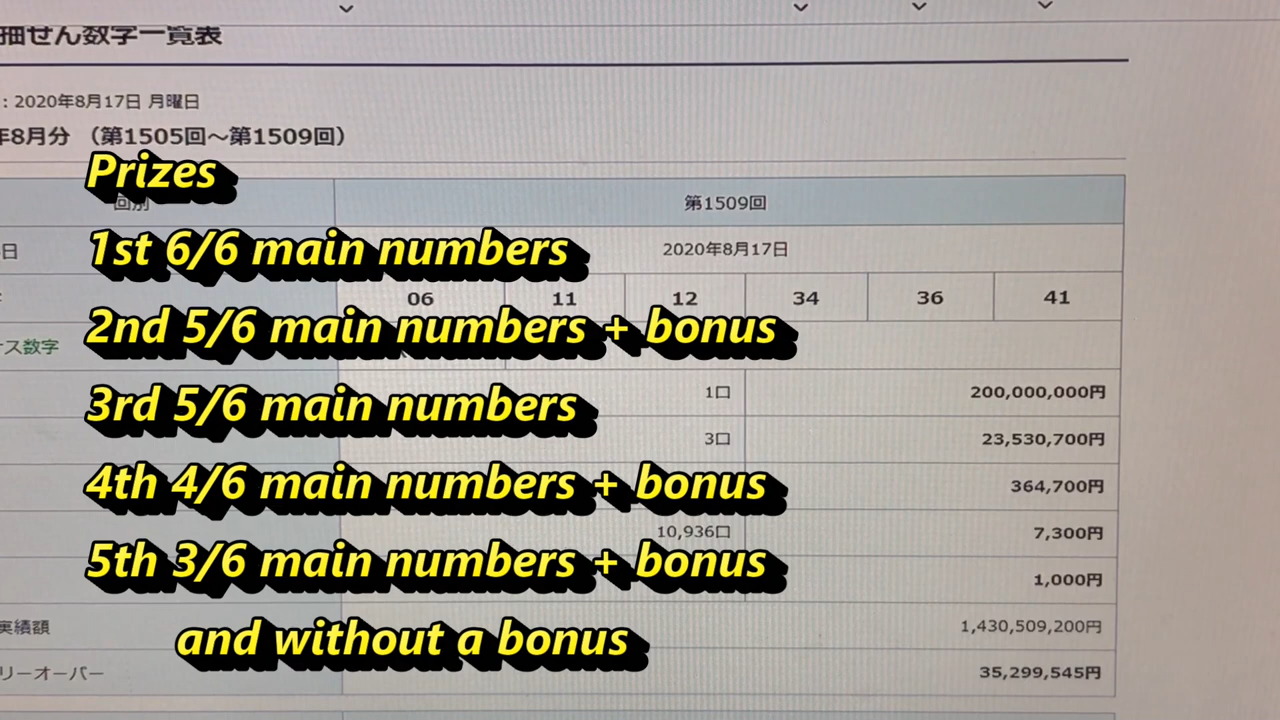 抽せん数字一覧表
: 2020年8月17日 月曜日
年8月分 （第1505回～第1509回）
Prizes
回別
第1509回
日
2020年8月17日
1st 6/6 main numbers
06 11 12 34 36 41
2nd 5/6 main numbers + bonus
ナス数字
1口 200,000,000円
3rd 5/6 main numbers
3口 23,530,700円
4th 4/6 main numbers + bonus
364,700円
10,936口 7,300円
5th 3/6 main numbers + bonus
1,000円
実績額 1,430,509,200円
and without a bonus
リーオーバー 35,299,545円